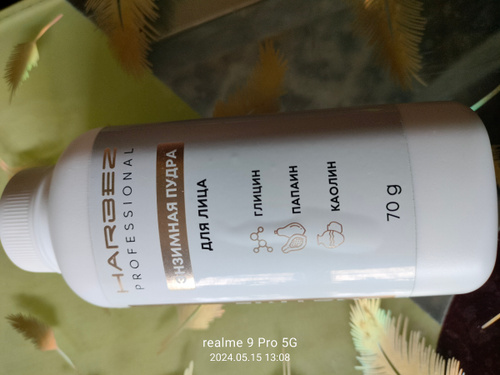 HARBEZ
PROFESSIONAL
ЭНЗИМНАЯ ПУДРА
ДЛЯ ЛИЦА
ГЛИЦИН
ПАПАИН
КАОЛИН
70 g
realme 9 Pro 5G
2024.05.15 13:08